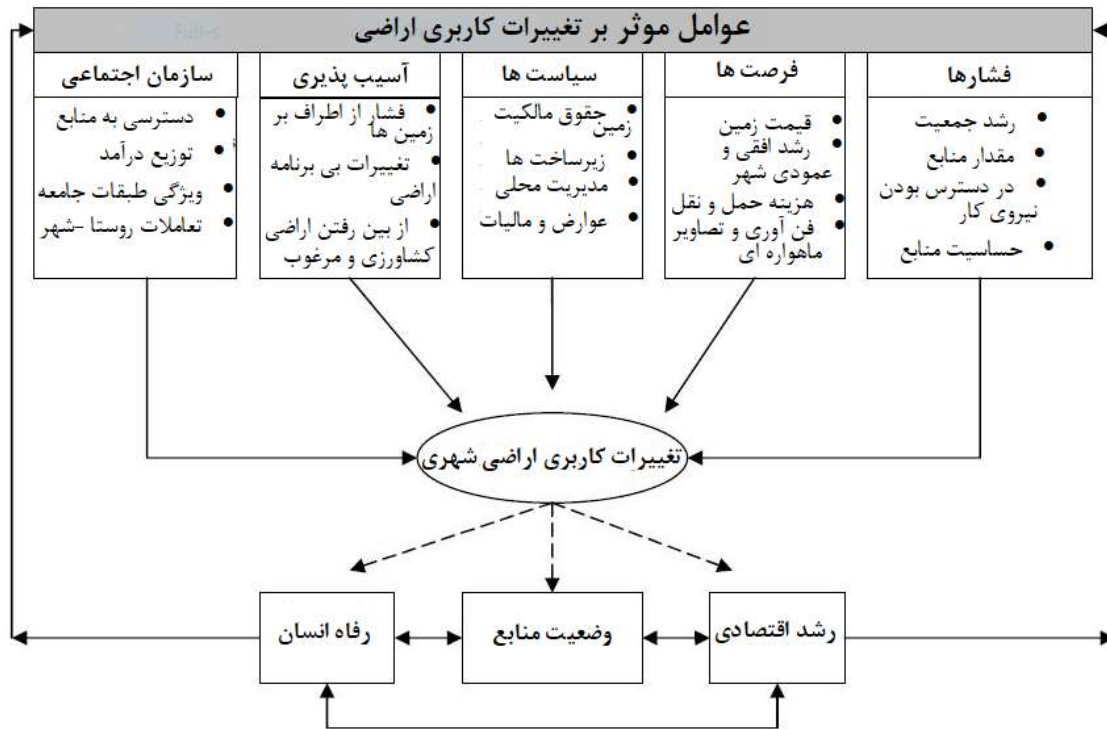 عوامل موثر بر تغییرات کاربری اراضی
فشارها
رشد جمعیت
مقدار منابع
در دسترس بودن
نیروی کار
حساسیت منابع
فرصت ها
قیمت زمین
رشد افقی و
عمودی شهر
هزینه حمل و نقل
فن آوری و تصاویر
ماهواره ای
سیاست ها
حقوق مالکیت
زمین
زیرساخت ها
مدیریت محلی
عوارض و مالیات
آسیب پذیری
فشار از اطراف بر
زمین ها
تغییرات بی برنامه
اراضی
از بین رفتن اراضی
کشاورزی و مرغوب
سازمان اجتماعی
دسترسی به منابع
توزیع درآمد
ویژگی طبقات جامعه
تعاملات روستا -شهر
تغییرات کاربری اراضی شهری
رشد اقتصادی
وضعیت منابع
رفاه انسان